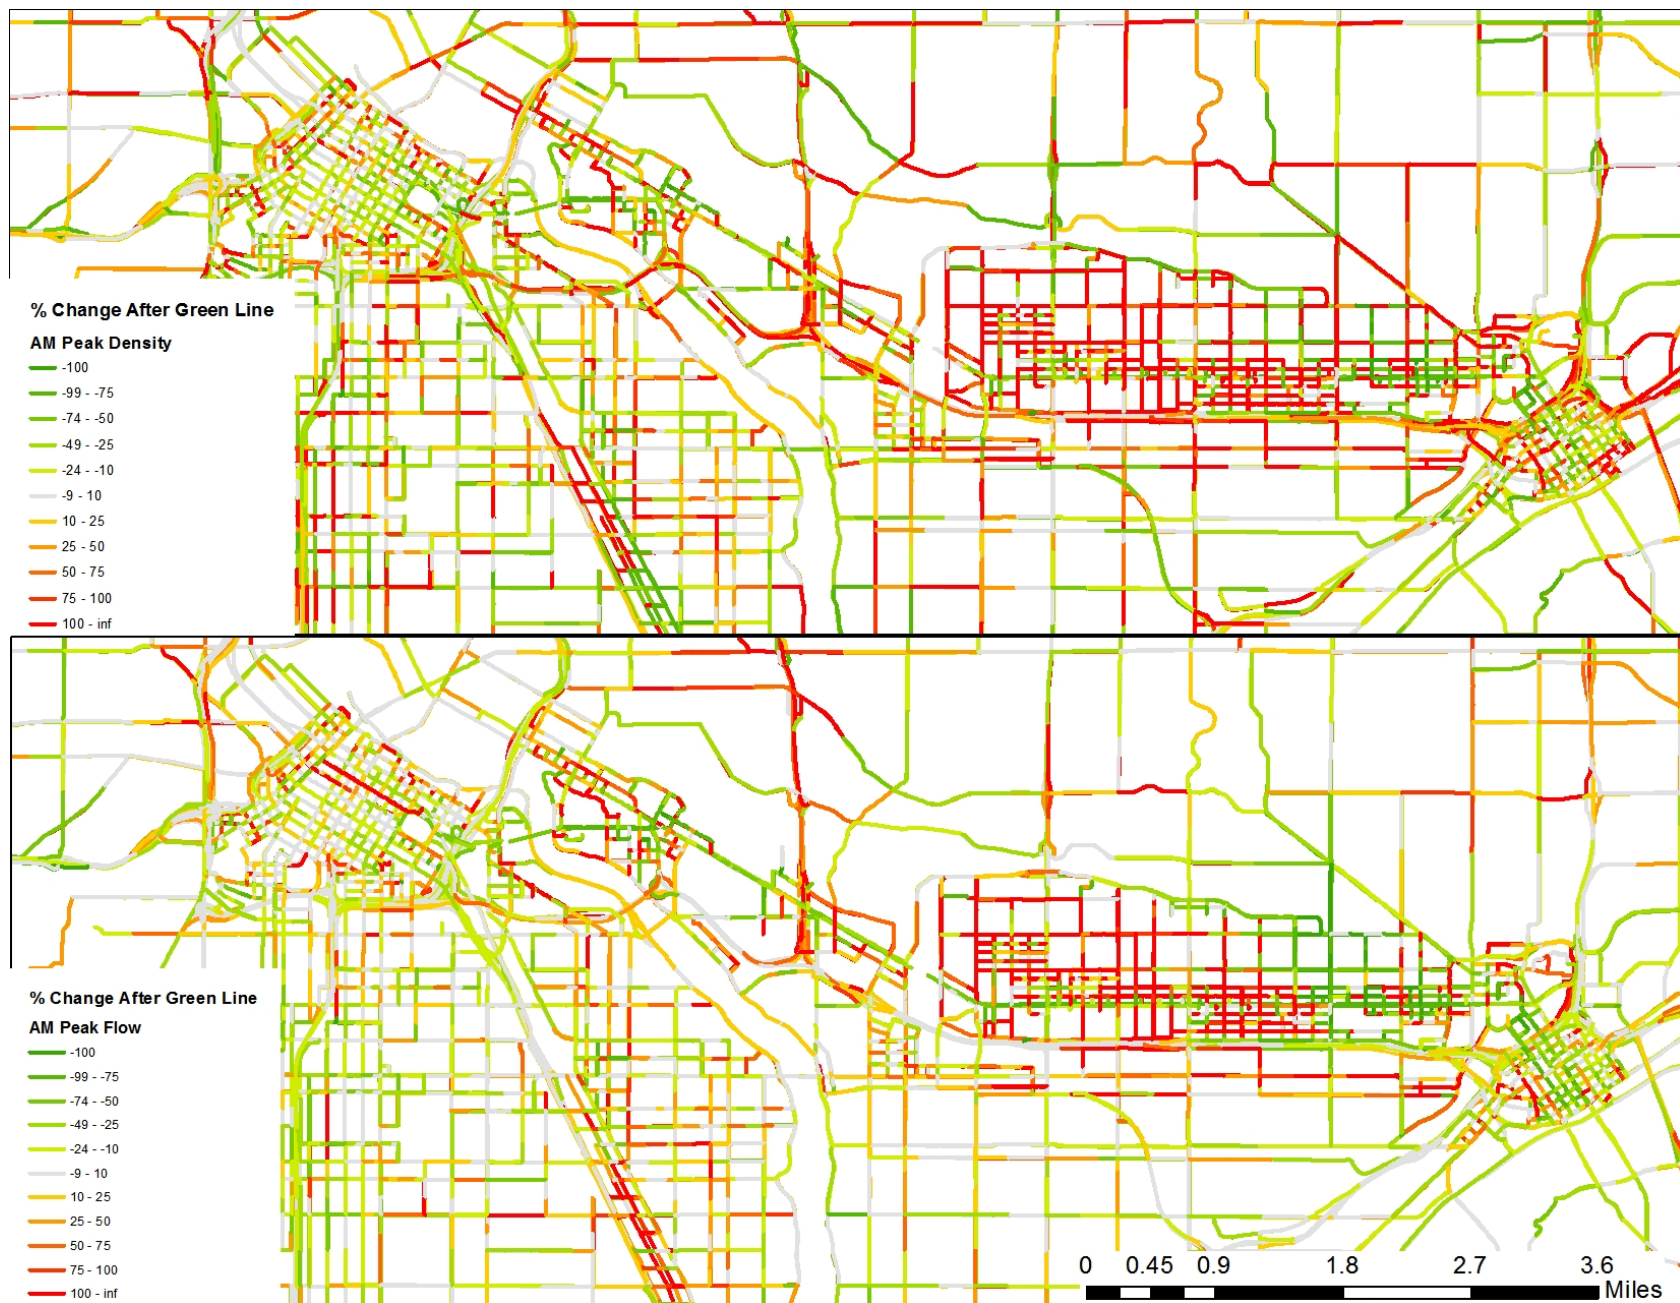 % Change After Green Line
AM Peak Density
-100
-99 - -75
-74 - -50
-49 - -25
-24 - -10
-9 - 10
10 - 25
25 - 50
50 - 75
75 - 100
100 - inf
% Change After Green Line
AM Peak Flow
-100
-99 - -75
-74 - -50
-49 - -25
-24 - -10
-9 - 10
10 - 25
25 - 50
50 - 75
75 - 100
100 - inf
0 0.45 0.9 1.8 2.7 3.6
Miles